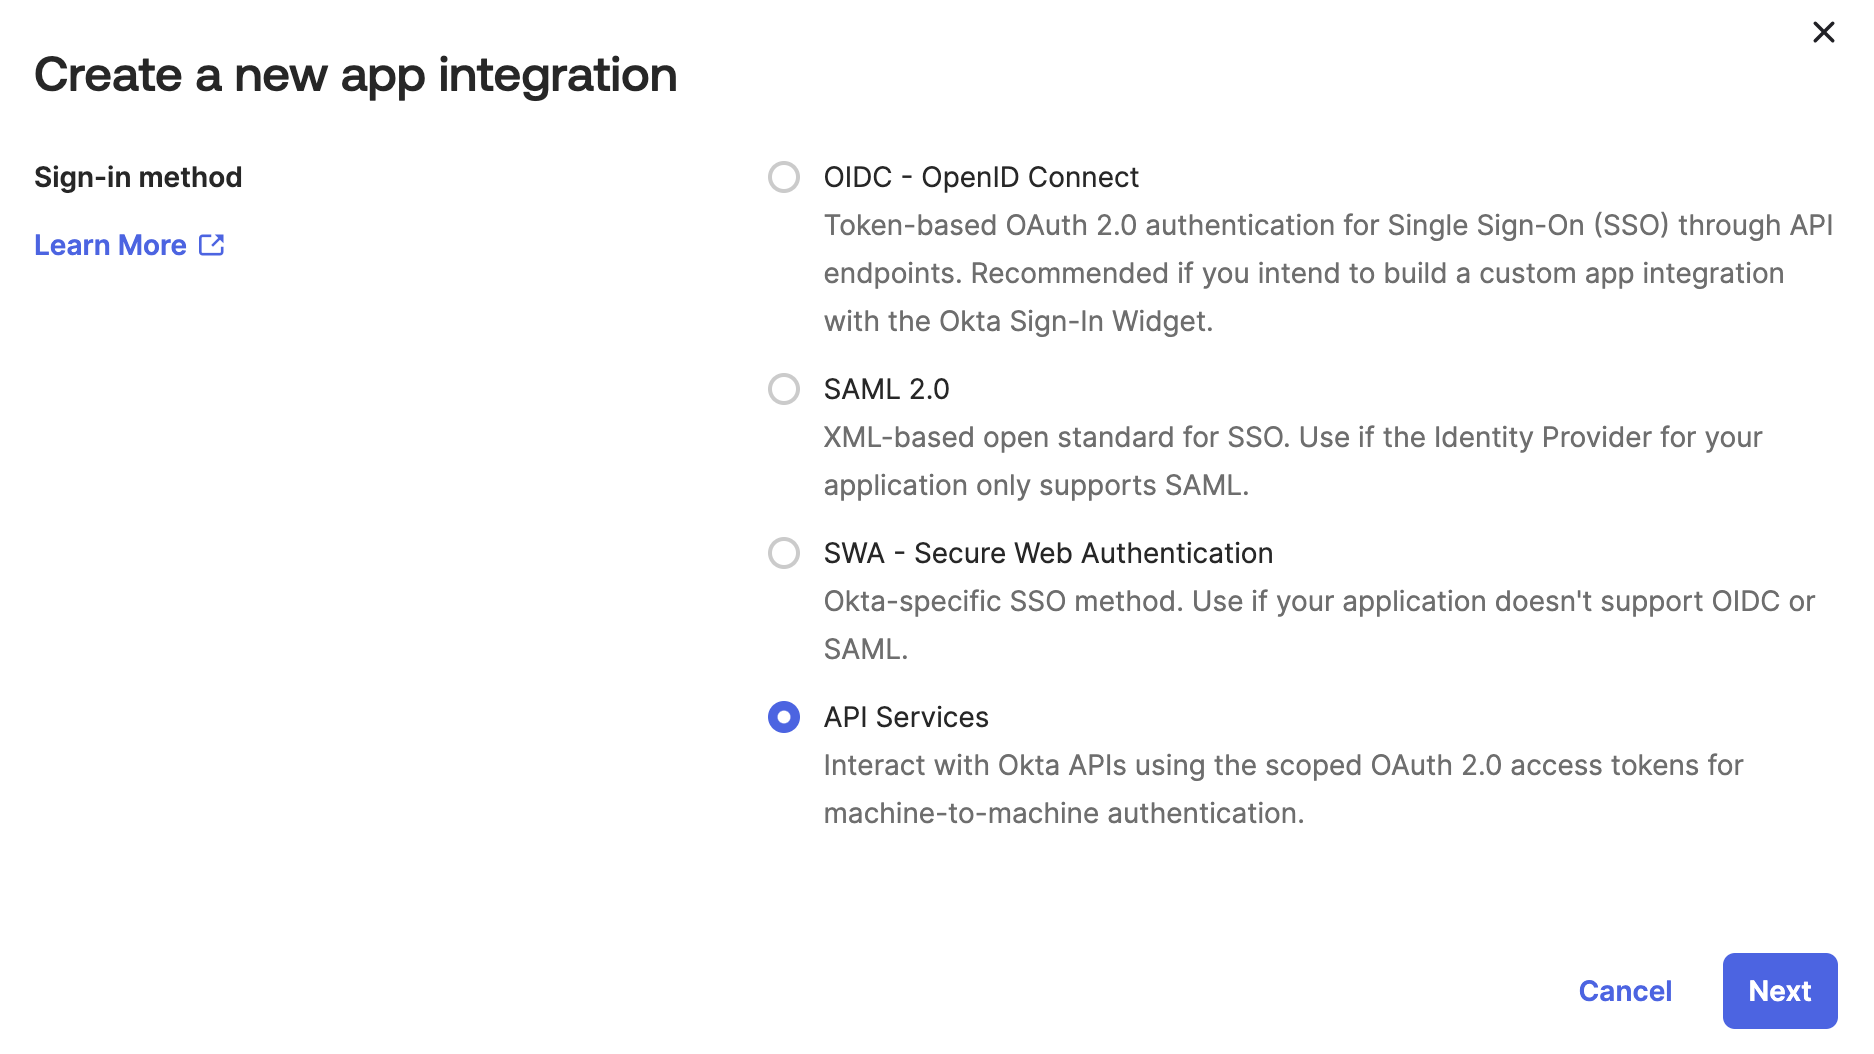 Create a new app integration
Sign-in method
Learn More
OIDC - OpenID Connect
Token-based OAuth 2.0 authentication for Single Sign-On (SSO) through API
endpoints. Recommended if you intend to build a custom app integration
with the Okta Sign-In Widget.
SAML 2.0
XML-based open standard for SSO. Use if the Identity Provider for your
application only supports SAML.
SWA - Secure Web Authentication
Okta-specific SSO method. Use if your application doesn't support OIDC or
SAML.
API Services
Interact with Okta APIs using the scoped OAuth 2.0 access tokens for
machine-to-machine authentication.
Cancel
Next